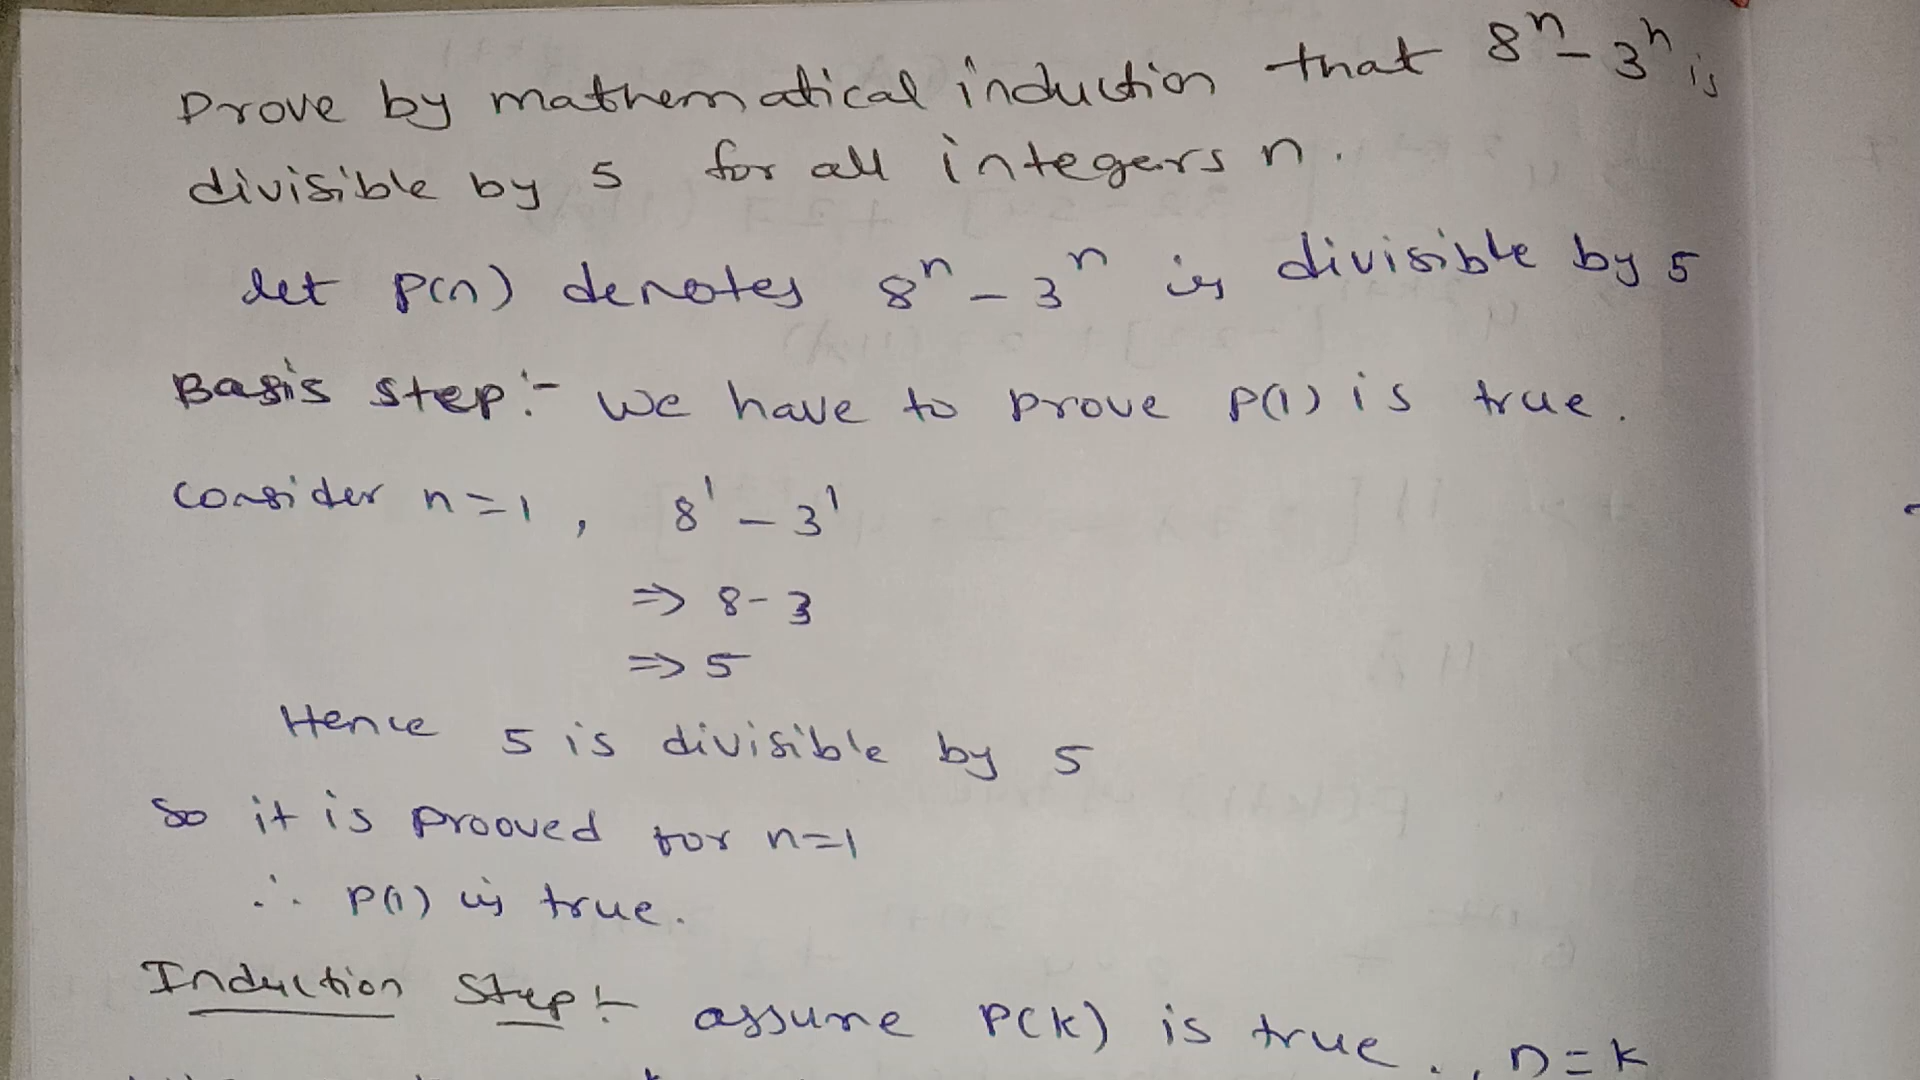 Prove by mathematical induction that 8ⁿ - 3ⁿ is
divisible by 5 for all integers n.
let p(n) denotes 8ⁿ - 3ⁿ is divisible by 5
Basis step:- we have to prove p(1) is true.
consider n=1, 8¹ - 3¹
⇒ 8-3
⇒ 5
Hence 5 is divisible by 5
So it is prooved for n=1
∴ p(1) is true.
Induction Step:- assume P(k) is true., n=k